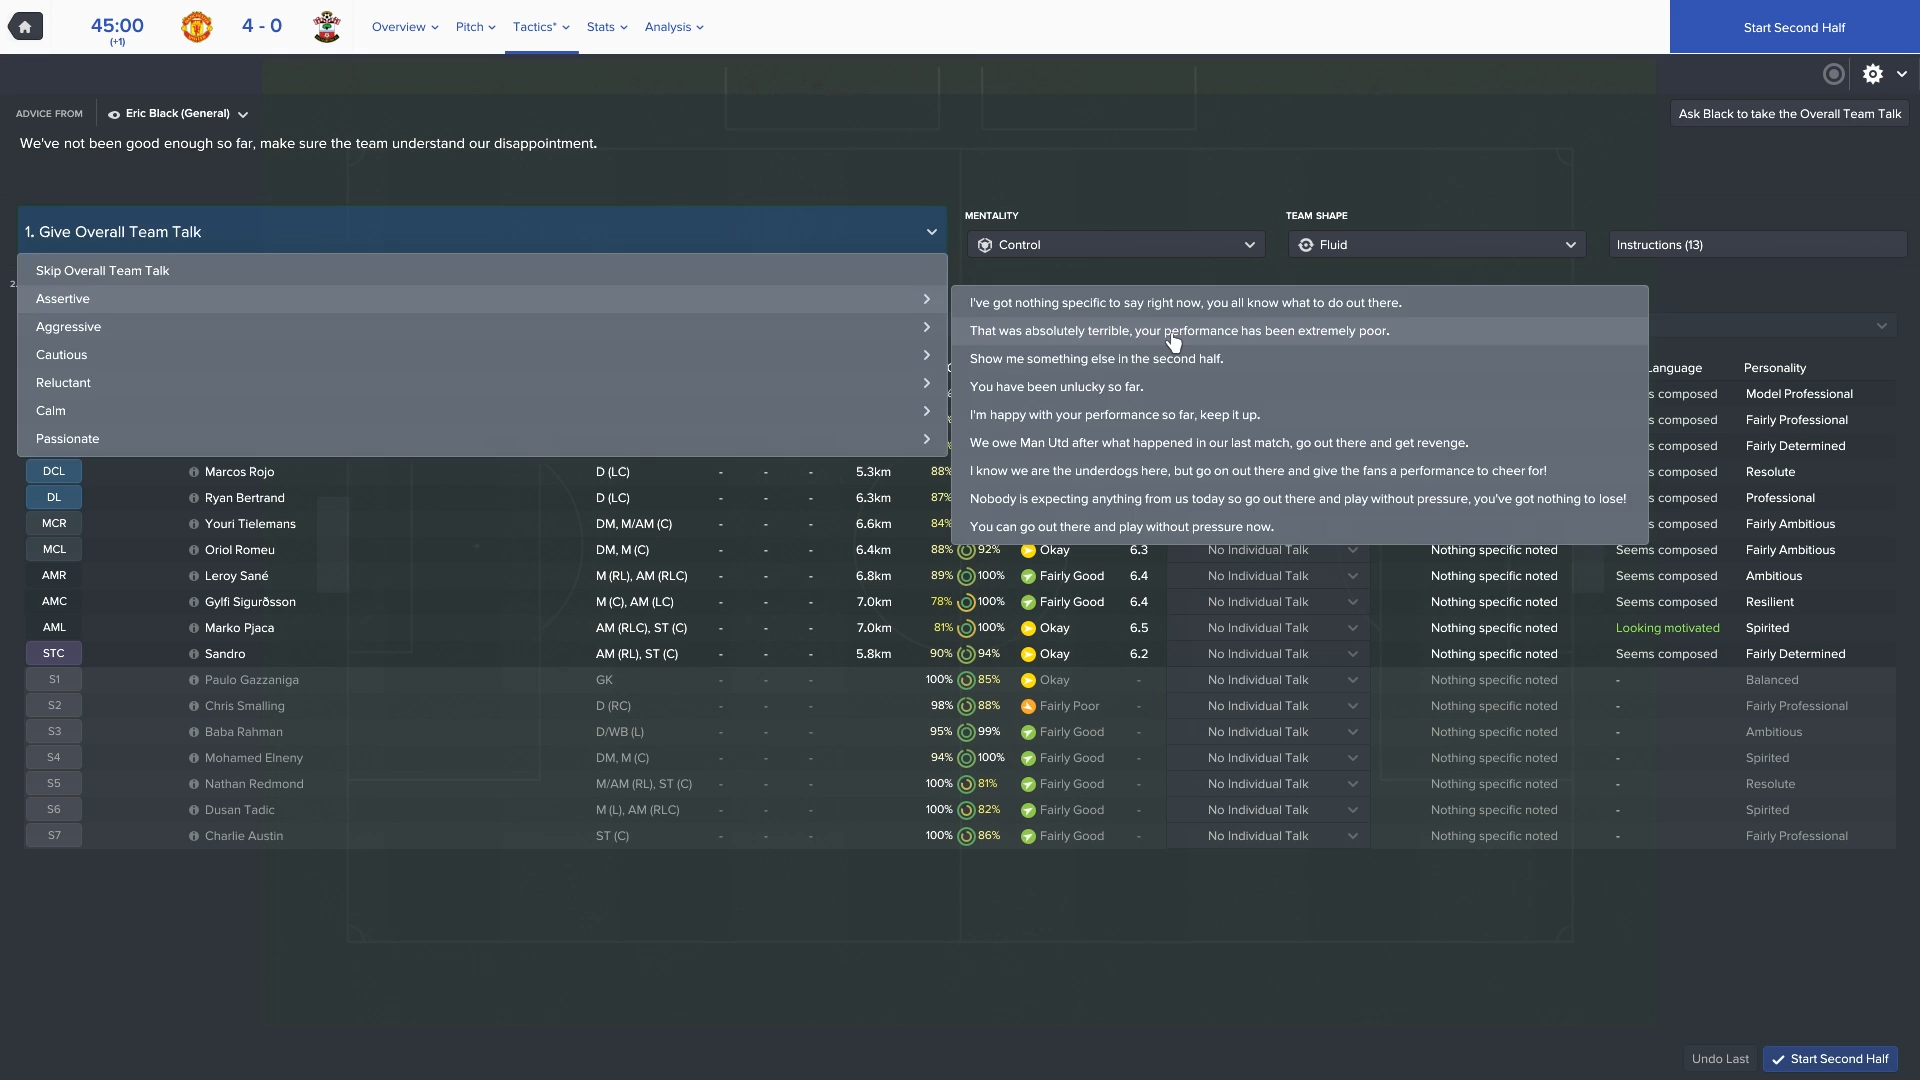 45:00
(+1)
4 - 0
Overview
Pitch
Tactics*
Stats
Analysis
Start Second Half
ADVICE FROM
Eric Black (General)
Ask Black to take the Overall Team Talk
We've not been good enough so far, make sure the team understand our disappointment.
MENTALITY
TEAM SHAPE
1. Give Overall Team Talk
Control
Fluid
Instructions (13)
Skip Overall Team Talk
2.
Assertive
Aggressive
Cautious
Reluctant
Calm
Passionate
I've got nothing specific to say right now, you all know what to do out there.
That was absolutely terrible, your performance has been extremely poor.
Show me something else in the second half.
You have been unlucky so far.
I'm happy with your performance so far, keep it up.
We owe Man Utd after what happened in our last match, go out there and get revenge.
I know we are the underdogs here, but go on out there and give the fans a performance to cheer for!
Nobody is expecting anything from us today so go out there and play without pressure, you've got nothing to lose!
You can go out there and play without pressure now.
Language Personality
composed Model Professional
composed Fairly Professional
composed Fairly Determined
DCL Marcos Rojo D (LC) - - - 5.3km 88% composed Resolute
DL Ryan Bertrand D (LC) - - - 6.3km 87% composed Professional
MCR Youri Tielemans DM, M/AM (C) - - - 6.6km 84% composed Fairly Ambitious
MCL Oriol Romeu DM, M (C) - - - 6.4km 88% 92% Okay 6.3 No Individual Talk Nothing specific noted Seems composed Fairly Ambitious
AMR Leroy Sané M (RL), AM (RLC) - - - 6.8km 89% 100% Fairly Good 6.4 No Individual Talk Nothing specific noted Seems composed Ambitious
AMC Gylfi Sigurðsson M (C), AM (LC) - - - 7.0km 78% 100% Fairly Good 6.4 No Individual Talk Nothing specific noted Seems composed Resilient
AML Marko Pjaca AM (RLC), ST (C) - - - 7.0km 81% 100% Okay 6.5 No Individual Talk Nothing specific noted Looking motivated Spirited
STC Sandro AM (RL), ST (C) - - - 5.8km 90% 94% Okay 6.2 No Individual Talk Nothing specific noted Seems composed Fairly Determined
S1 Paulo Gazzaniga GK - - - 100% 85% Okay - No Individual Talk Nothing specific noted - Balanced
S2 Chris Smalling D (RC) - - - 98% 88% Fairly Poor - No Individual Talk Nothing specific noted - Fairly Professional
S3 Baba Rahman D/WB (L) - - - 95% 99% Fairly Good - No Individual Talk Nothing specific noted - Ambitious
S4 Mohamed Elneny DM, M (C) - - - 94% 100% Fairly Good - No Individual Talk Nothing specific noted - Spirited
S5 Nathan Redmond M/AM (RL), ST (C) - - - 100% 81% Fairly Good - No Individual Talk Nothing specific noted - Resolute
S6 Dusan Tadic M (L), AM (RLC) - - - 100% 82% Fairly Good - No Individual Talk Nothing specific noted - Spirited
S7 Charlie Austin ST (C) - - - 100% 86% Fairly Good - No Individual Talk Nothing specific noted - Fairly Professional
Undo Last
Start Second Half